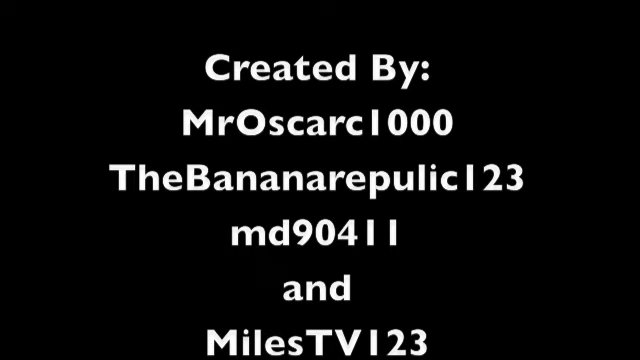 Created By:
MrOscarc1000
TheBananarepulic123
md90411
and
MilesTV123